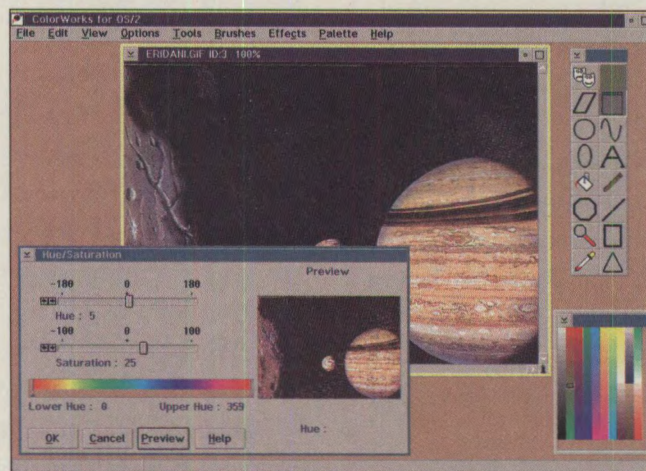 ColorWorks for OS/2
File Edit View Options Tools Brushes Effects Palette Help
ERIDANI.GIF ID:3 100%
A
Hue/Saturation
Preview
-180 0 180
Hue : 5
-100 0 100
Saturation : 25
Lower Hue : 0 Upper Hue : 359
Hue :
OK Cancel Preview Help